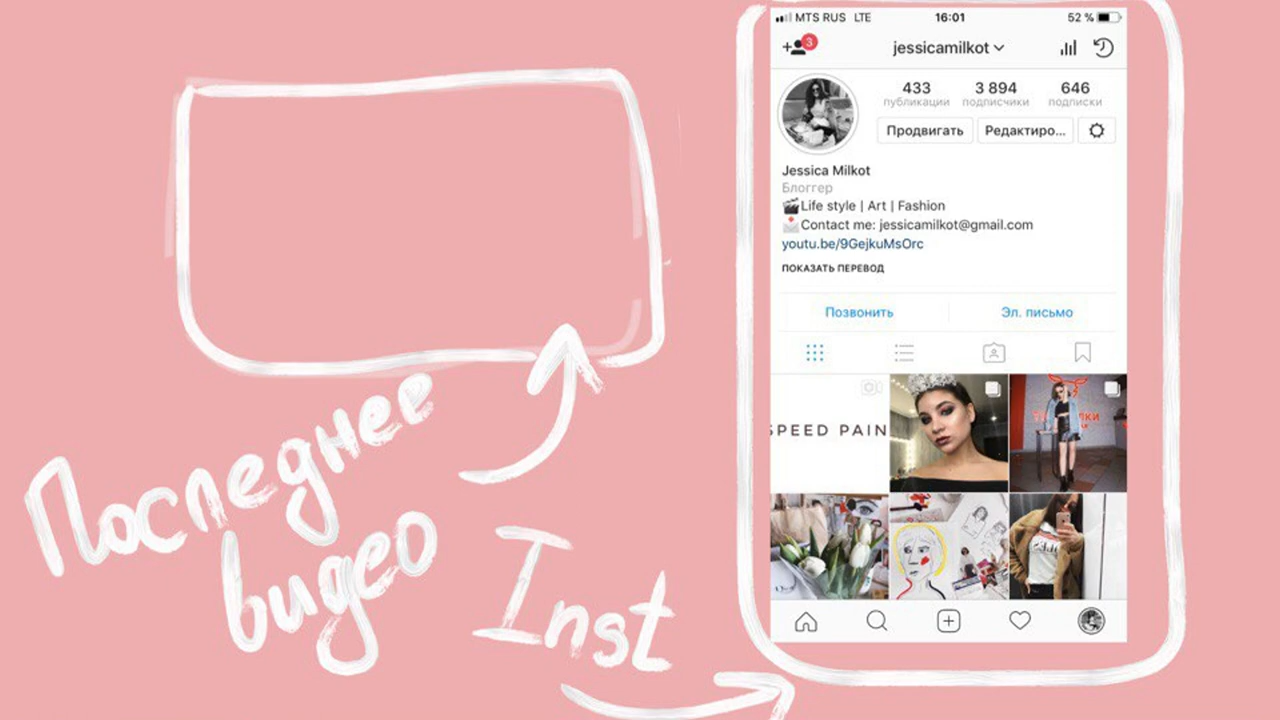 MTS RUS LTE 16:01 52 %
3 jessicamilkot
433 3 894 646
публикации подписчики подписки
Продвигать Редактиро...
Jessica Milkot
Блоггер
Life style | Art | Fashion
Contact me: jessicamilkot@gmail.com
youtu.be/9GejkuMsOrc
ПОКАЗАТЬ ПЕРЕВОД
Позвонить Эл. письмо
SPEED PAIN
Последнее
видео
Inst